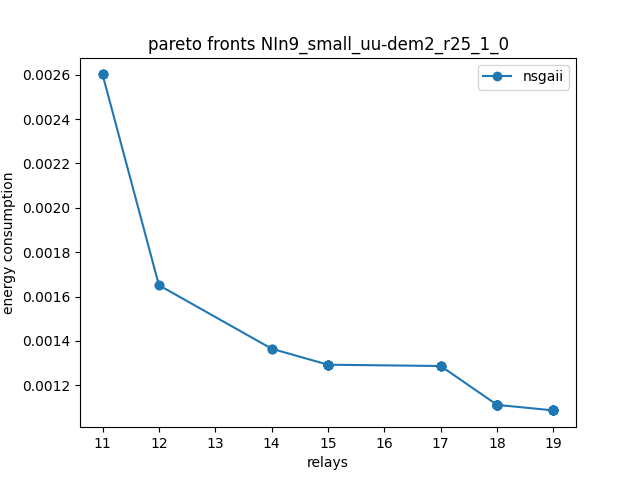 pareto fronts NIn9_small_uu-dem2_r25_1_0
nsgaii
energy consumption
0.0026
0.0024
0.0022
0.0020
0.0018
0.0016
0.0014
0.0012
11 12 13 14 15 16 17 18 19
relays